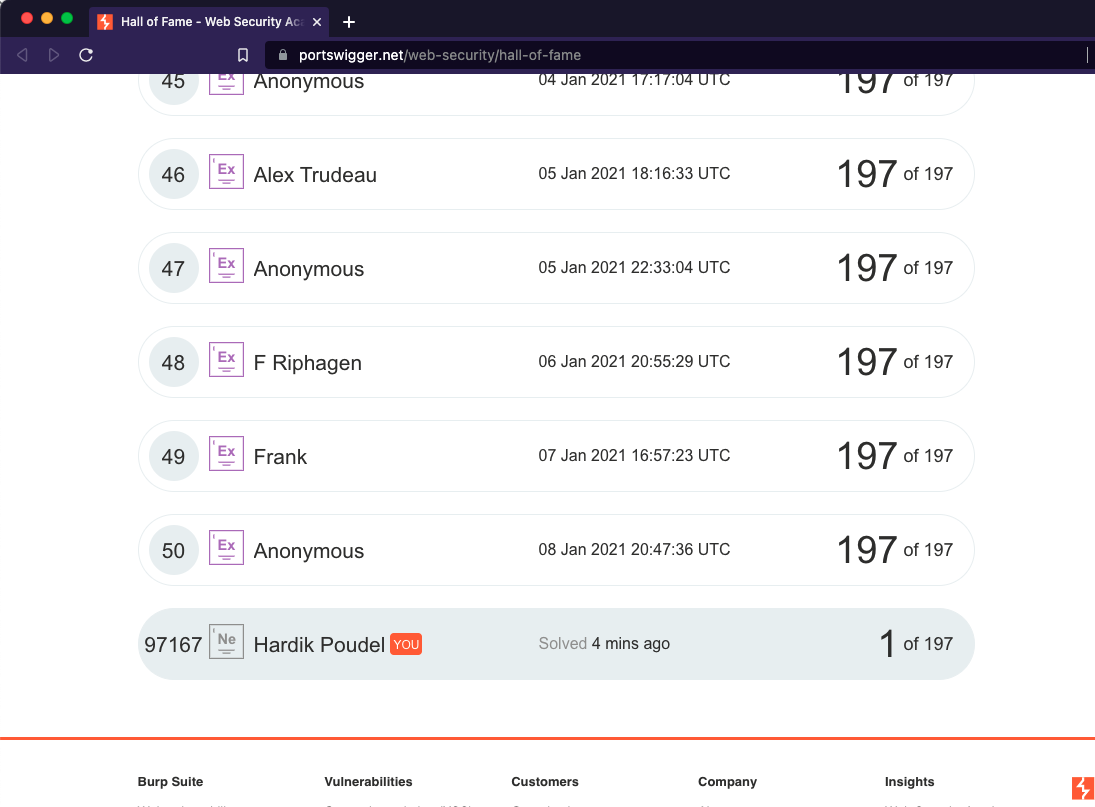 Hall of Fame - Web Security Ac
portswigger.net/web-security/hall-of-fame
45 Ex Anonymous 04 Jan 2021 17:17:04 UTC 197 of 197
46 Ex Alex Trudeau 05 Jan 2021 18:16:33 UTC 197 of 197
47 Ex Anonymous 05 Jan 2021 22:33:04 UTC 197 of 197
48 Ex F Riphagen 06 Jan 2021 20:55:29 UTC 197 of 197
49 Ex Frank 07 Jan 2021 16:57:23 UTC 197 of 197
50 Ex Anonymous 08 Jan 2021 20:47:36 UTC 197 of 197
97167 Ne Hardik Poudel YOU Solved 4 mins ago 1 of 197
Burp Suite Vulnerabilities Customers Company Insights